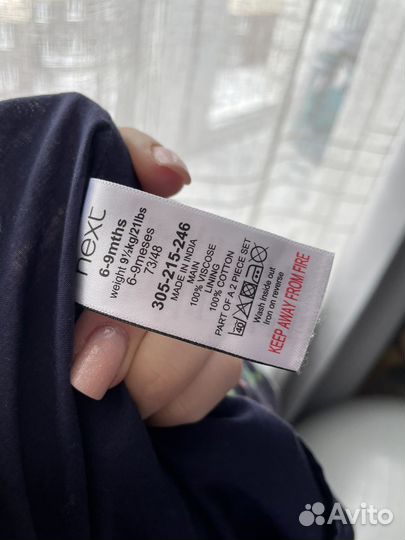 next
6-9mths
weight 9½kg/21lbs
6-9meses
73/48
305-215-246
MADE IN INDIA
MAIN
100% VISCOSE
LINING
100% COTTON
PART OF A 2 PIECE SET
40
Wash inside out
Iron on reverse
KEEP AWAY FROM FIRE
Avito